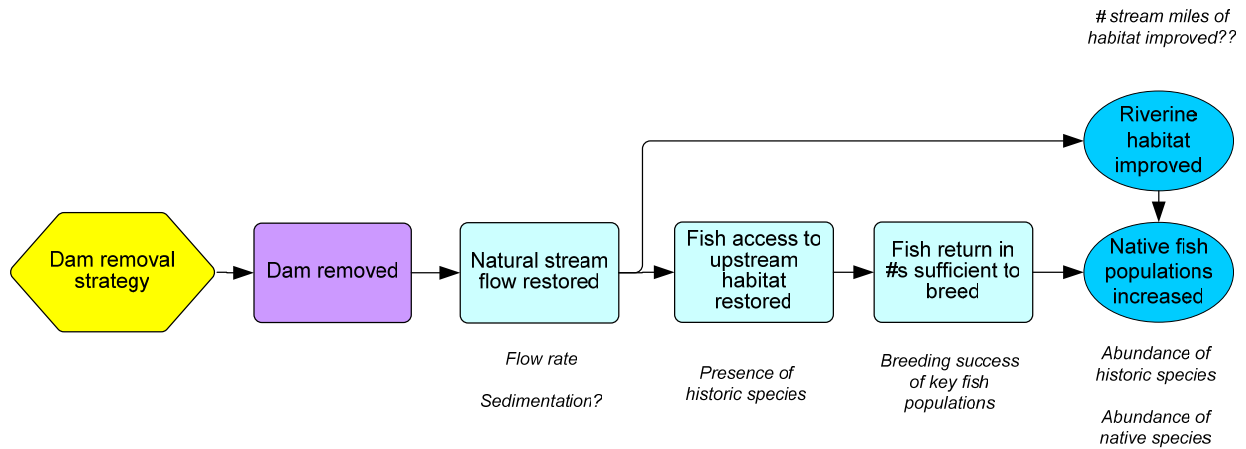 # stream miles of
habitat improved??
Riverine
habitat
improved
Dam removal
strategy
Dam removed
Natural stream
flow restored
Fish access to
upstream
habitat
restored
Fish return in
#s sufficient to
breed
Native fish
populations
increased
Flow rate
Sedimentation?
Presence of
historic species
Breeding success
of key fish
populations
Abundance of
historic species
Abundance of
native species